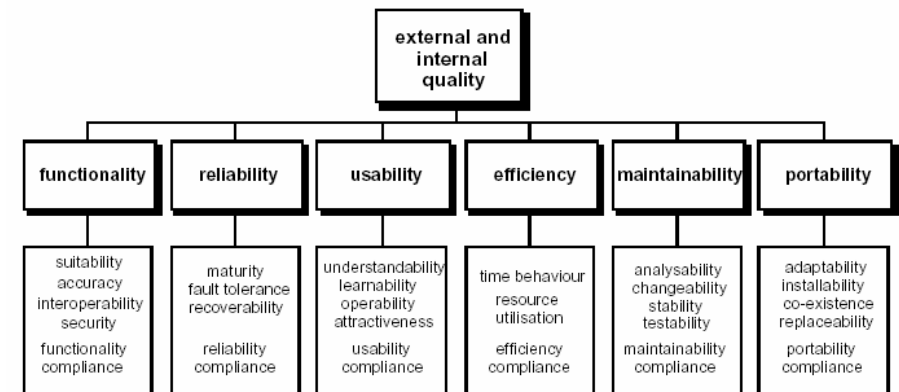 external and
internal
quality
functionality
reliability
usability
efficiency
maintainability
portability
suitability
accuracy
interoperability
security
functionality
compliance
maturity
fault tolerance
recoverability
reliability
compliance
understandability
learnability
operability
attractiveness
usability
compliance
time behaviour
resource
utilisation
efficiency
compliance
analysability
changeability
stability
testability
maintainability
compliance
adaptability
installability
co-existence
replaceability
portability
compliance